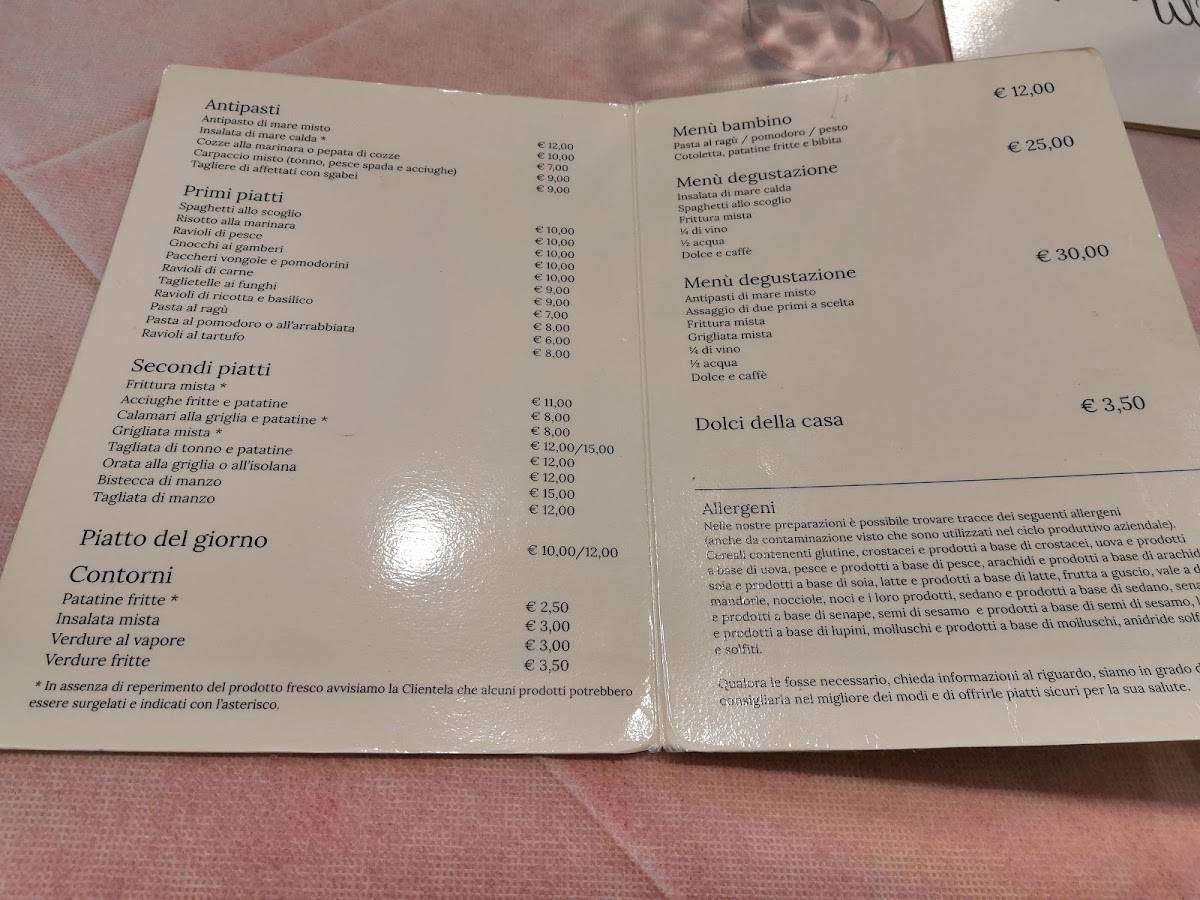 Antipasti
Antipasto di mare misto € 12,00
Insalata di mare calda * € 10,00
Cozze alla marinara o pepata di cozze € 7,00
Carpaccio misto (tonno, pesce spada e acciughe) € 9,00
Tagliere di affettati con sgabei € 9,00
Primi piatti
Spaghetti allo scoglio € 10,00
Risotto alla marinara € 10,00
Ravioli di pesce € 10,00
Gnocchi ai gamberi € 10,00
Paccheri vongole e pomodorini € 10,00
Ravioli di carne € 9,00
Taglietelle ai funghi € 9,00
Ravioli di ricotta e basilico € 7,00
Pasta al ragù € 8,00
Pasta al pomodoro o all'arrabbiata € 6,00
Ravioli al tartufo € 8,00
Secondi piatti
Frittura mista * € 11,00
Acciughe fritte e patatine € 8,00
Calamari alla griglia e patatine * € 8,00
Grigliata mista * € 12,00/15,00
Tagliata di tonno e patatine € 12,00
Orata alla griglia o all'isolana € 12,00
Bistecca di manzo € 15,00
Tagliata di manzo € 12,00
Piatto del giorno € 10,00/12,00
Contorni
Patatine fritte * € 2,50
Insalata mista € 3,00
Verdure al vapore € 3,00
Verdure fritte € 3,50
* In assenza di reperimento del prodotto fresco avvisiamo la Clientela che alcuni prodotti potrebbero
essere surgelati e indicati con l'asterisco.
Menù bambino € 12,00
Pasta al ragù / pomodoro / pesto
Cotoletta, patatine fritte e bibita
Menù degustazione € 25,00
Insalata di mare calda
Spaghetti allo scoglio
Frittura mista
¼ di vino
½ acqua
Dolce e caffè
Menù degustazione € 30,00
Antipasti di mare misto
Assaggio di due primi a scelta
Frittura mista
Grigliata mista
¼ di vino
½ acqua
Dolce e caffè
Dolci della casa € 3,50
Allergeni
Nelle nostre preparazioni è possibile trovare tracce dei seguenti allergeni
(anche da contaminazione visto che sono utilizzati nel ciclo produttivo aziendale).
Cereali contenenti glutine, crostacei e prodotti a base di crostacei, uova e prodotti
a base di uova, pesce e prodotti a base di pesce, arachidi e prodotti a base di arachid
soia e prodotti a base di soia, latte e prodotti a base di latte, frutta a guscio, vale a d
mandorle, nocciole, noci e i loro prodotti, sedano e prodotti a base di sedano, sena
e prodotti a base di senape, semi di sesamo e prodotti a base di semi di sesamo, l
e prodotti a base di lupini, molluschi e prodotti a base di molluschi, anidride solf
e solfiti.
Qualora le fosse necessario, chieda informazioni al riguardo, siamo in grado d
consigliarla nel migliore dei modi e di offrirle piatti sicuri per la sua salute.